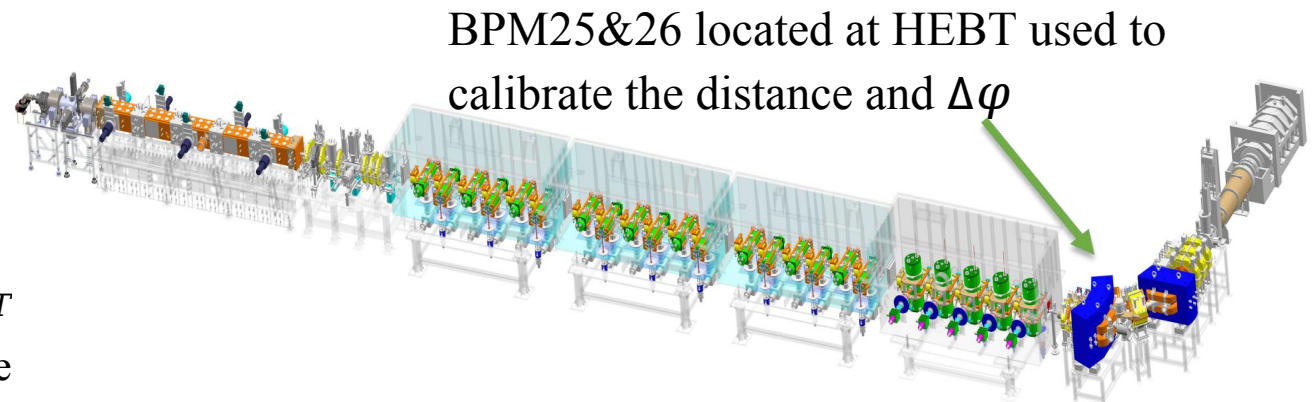 BPM25&26 located at HEBT used to
calibrate the distance and Δφ
T
e